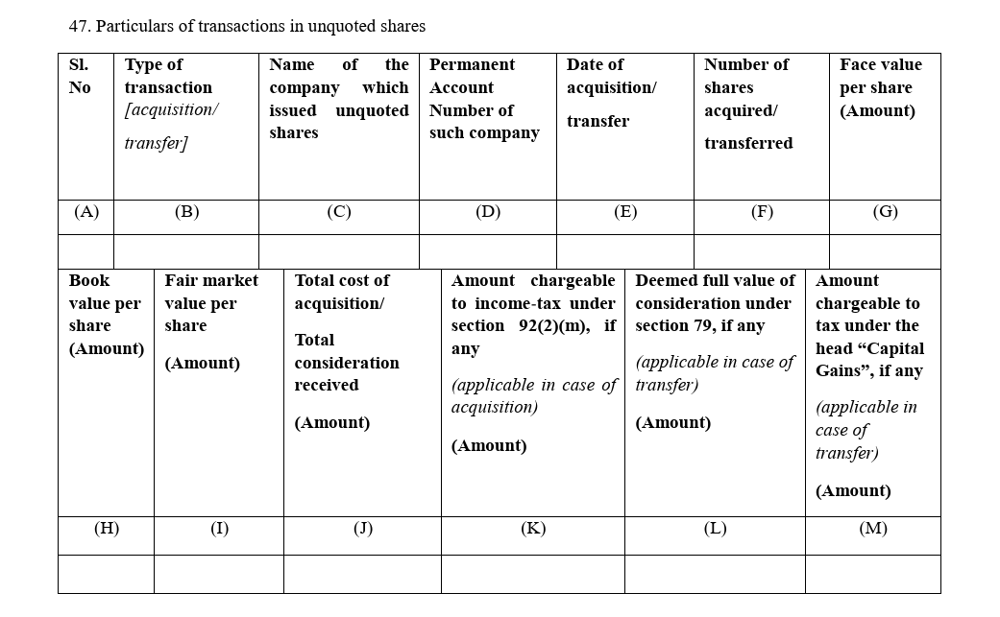 47. Particulars of transactions in unquoted shares
Sl.
No
Type of
transaction
[acquisition/
transfer]
Name of the
company which
issued unquoted
shares
Permanent
Account
Number of
such company
Date of
acquisition/
transfer
Number of
shares
acquired/
transferred
Face value
per share
(Amount)
(A)
(B)
(C)
(D)
(E)
(F)
(G)
Book
value per
share
(Amount)
Fair market
value per
share
(Amount)
Total cost of
acquisition/
Total
consideration
received
(Amount)
Amount chargeable
to income-tax under
section 92(2)(m), if
any
(applicable in case of
acquisition)
(Amount)
Deemed full value of
consideration under
section 79, if any
(applicable in case of
transfer)
(Amount)
Amount
chargeable to
tax under the
head “Capital
Gains”, if any
(applicable in
case of
transfer)
(Amount)
(H)
(I)
(J)
(K)
(L)
(M)